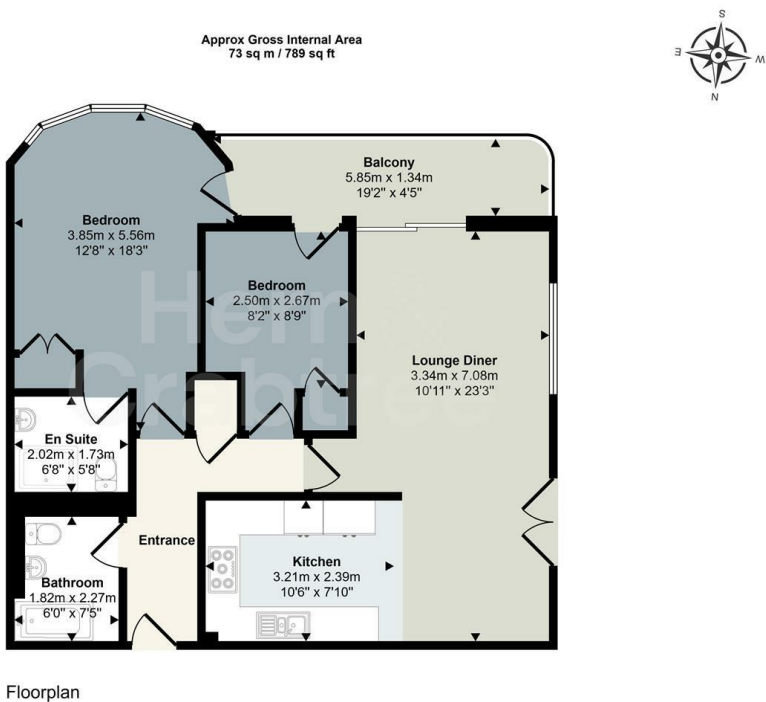 Approx Gross Internal Area
73 sq m / 789 sq ft
S
E
W
N
Balcony
5.85m x 1.34m
19'2" x 4'5"
Bedroom
3.85m x 5.56m
12'8" x 18'3"
Bedroom
2.50m x 2.67m
8'2" x 8'9"
Hern
Crabtree
Lounge Diner
3.34m x 7.08m
10'11" x 23'3"
En Suite
2.02m x 1.73m
6'8" x 5'8"
Entrance
Kitchen
3.21m x 2.39m
10'6" x 7'10"
Bathroom
1.82m x 2.27m
6'0" x 7'5"
Floorplan